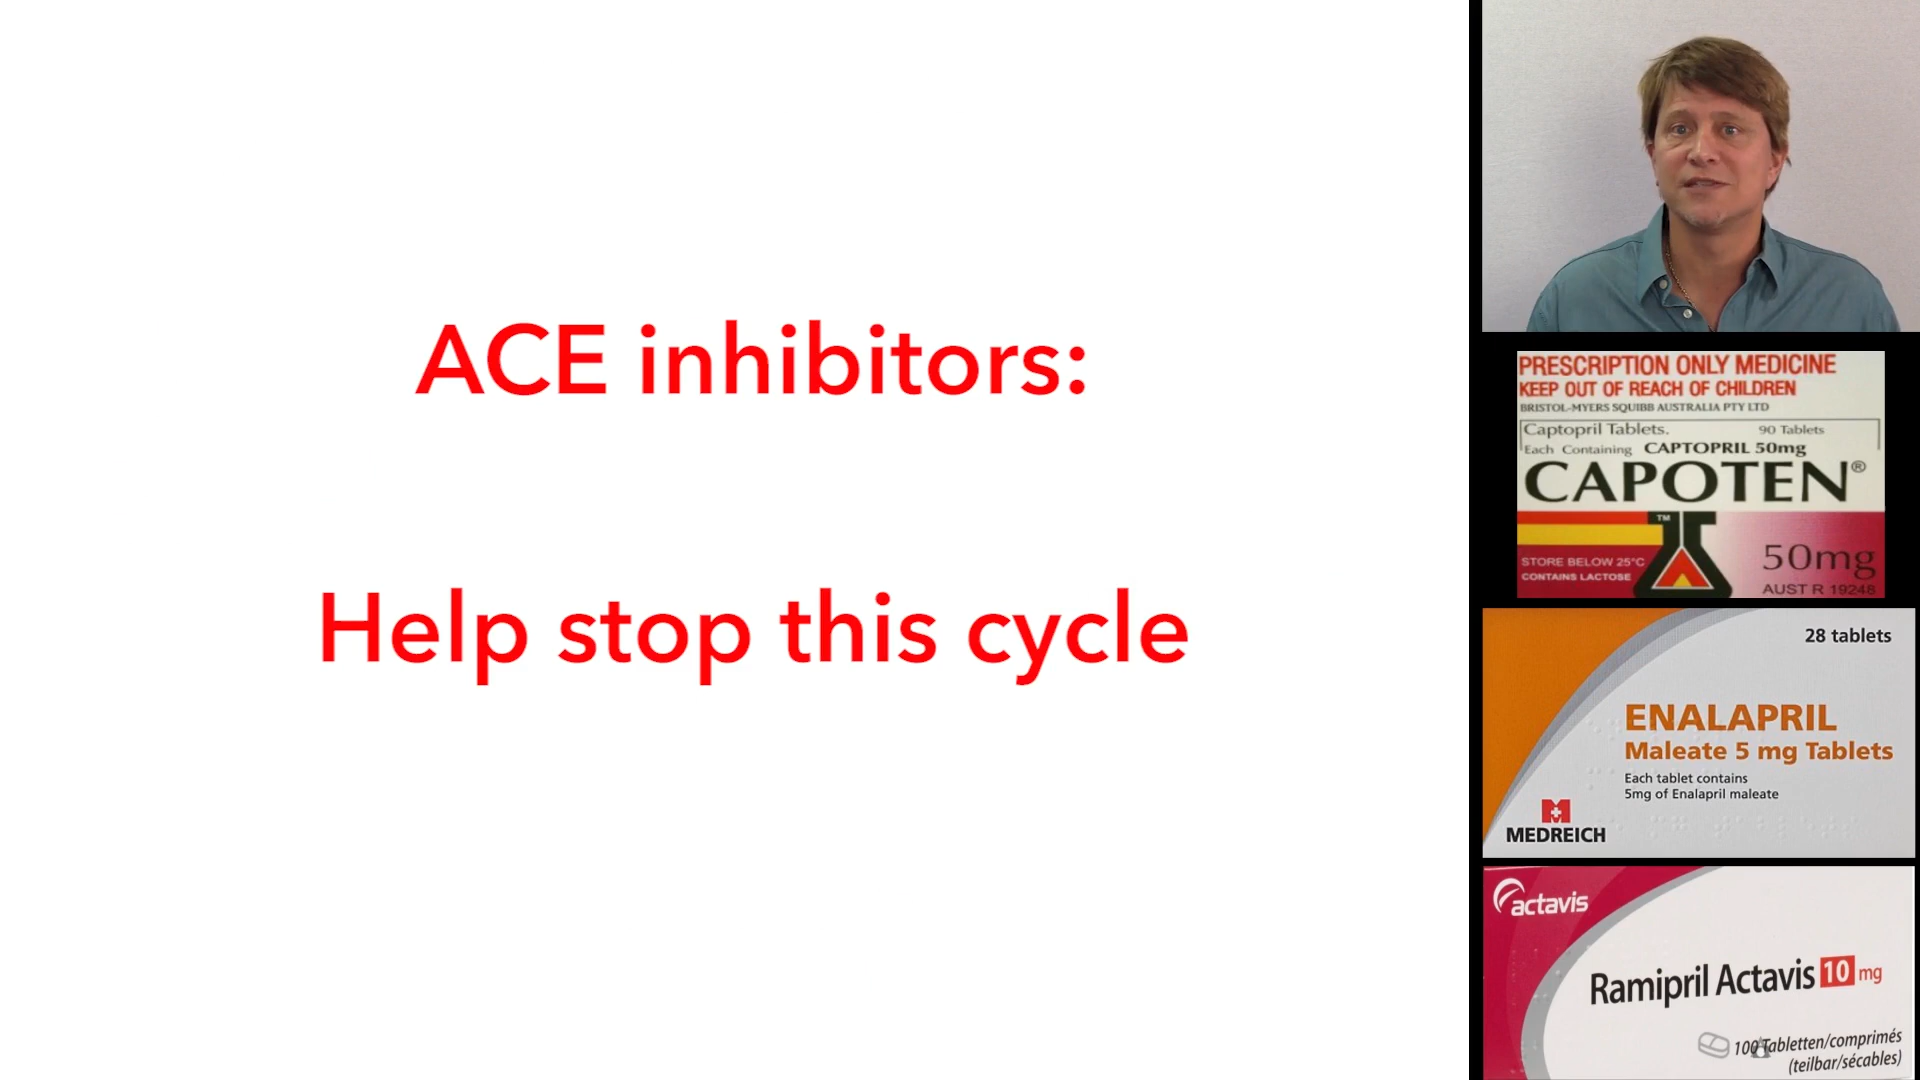 ACE inhibitors:
Help stop this cycle
PRESCRIPTION ONLY MEDICINE
KEEP OUT OF REACH OF CHILDREN
BRISTOL-MYERS SQUIBB AUSTRALIA PTY LTD
Captopril Tablets. 90 Tablets
Each Containing CAPTOPRIL 50mg
CAPOTEN®
TM
STORE BELOW 25°C
CONTAINS LACTOSE
50mg
AUST R 19248
28 tablets
ENALAPRIL
Maleate 5 mg Tablets
Each tablet contains
5mg of Enalapril maleate
MEDREICH
actavis
Ramipril Actavis 10 mg
100 Tabletten/comprimés
(teilbar/sécables)